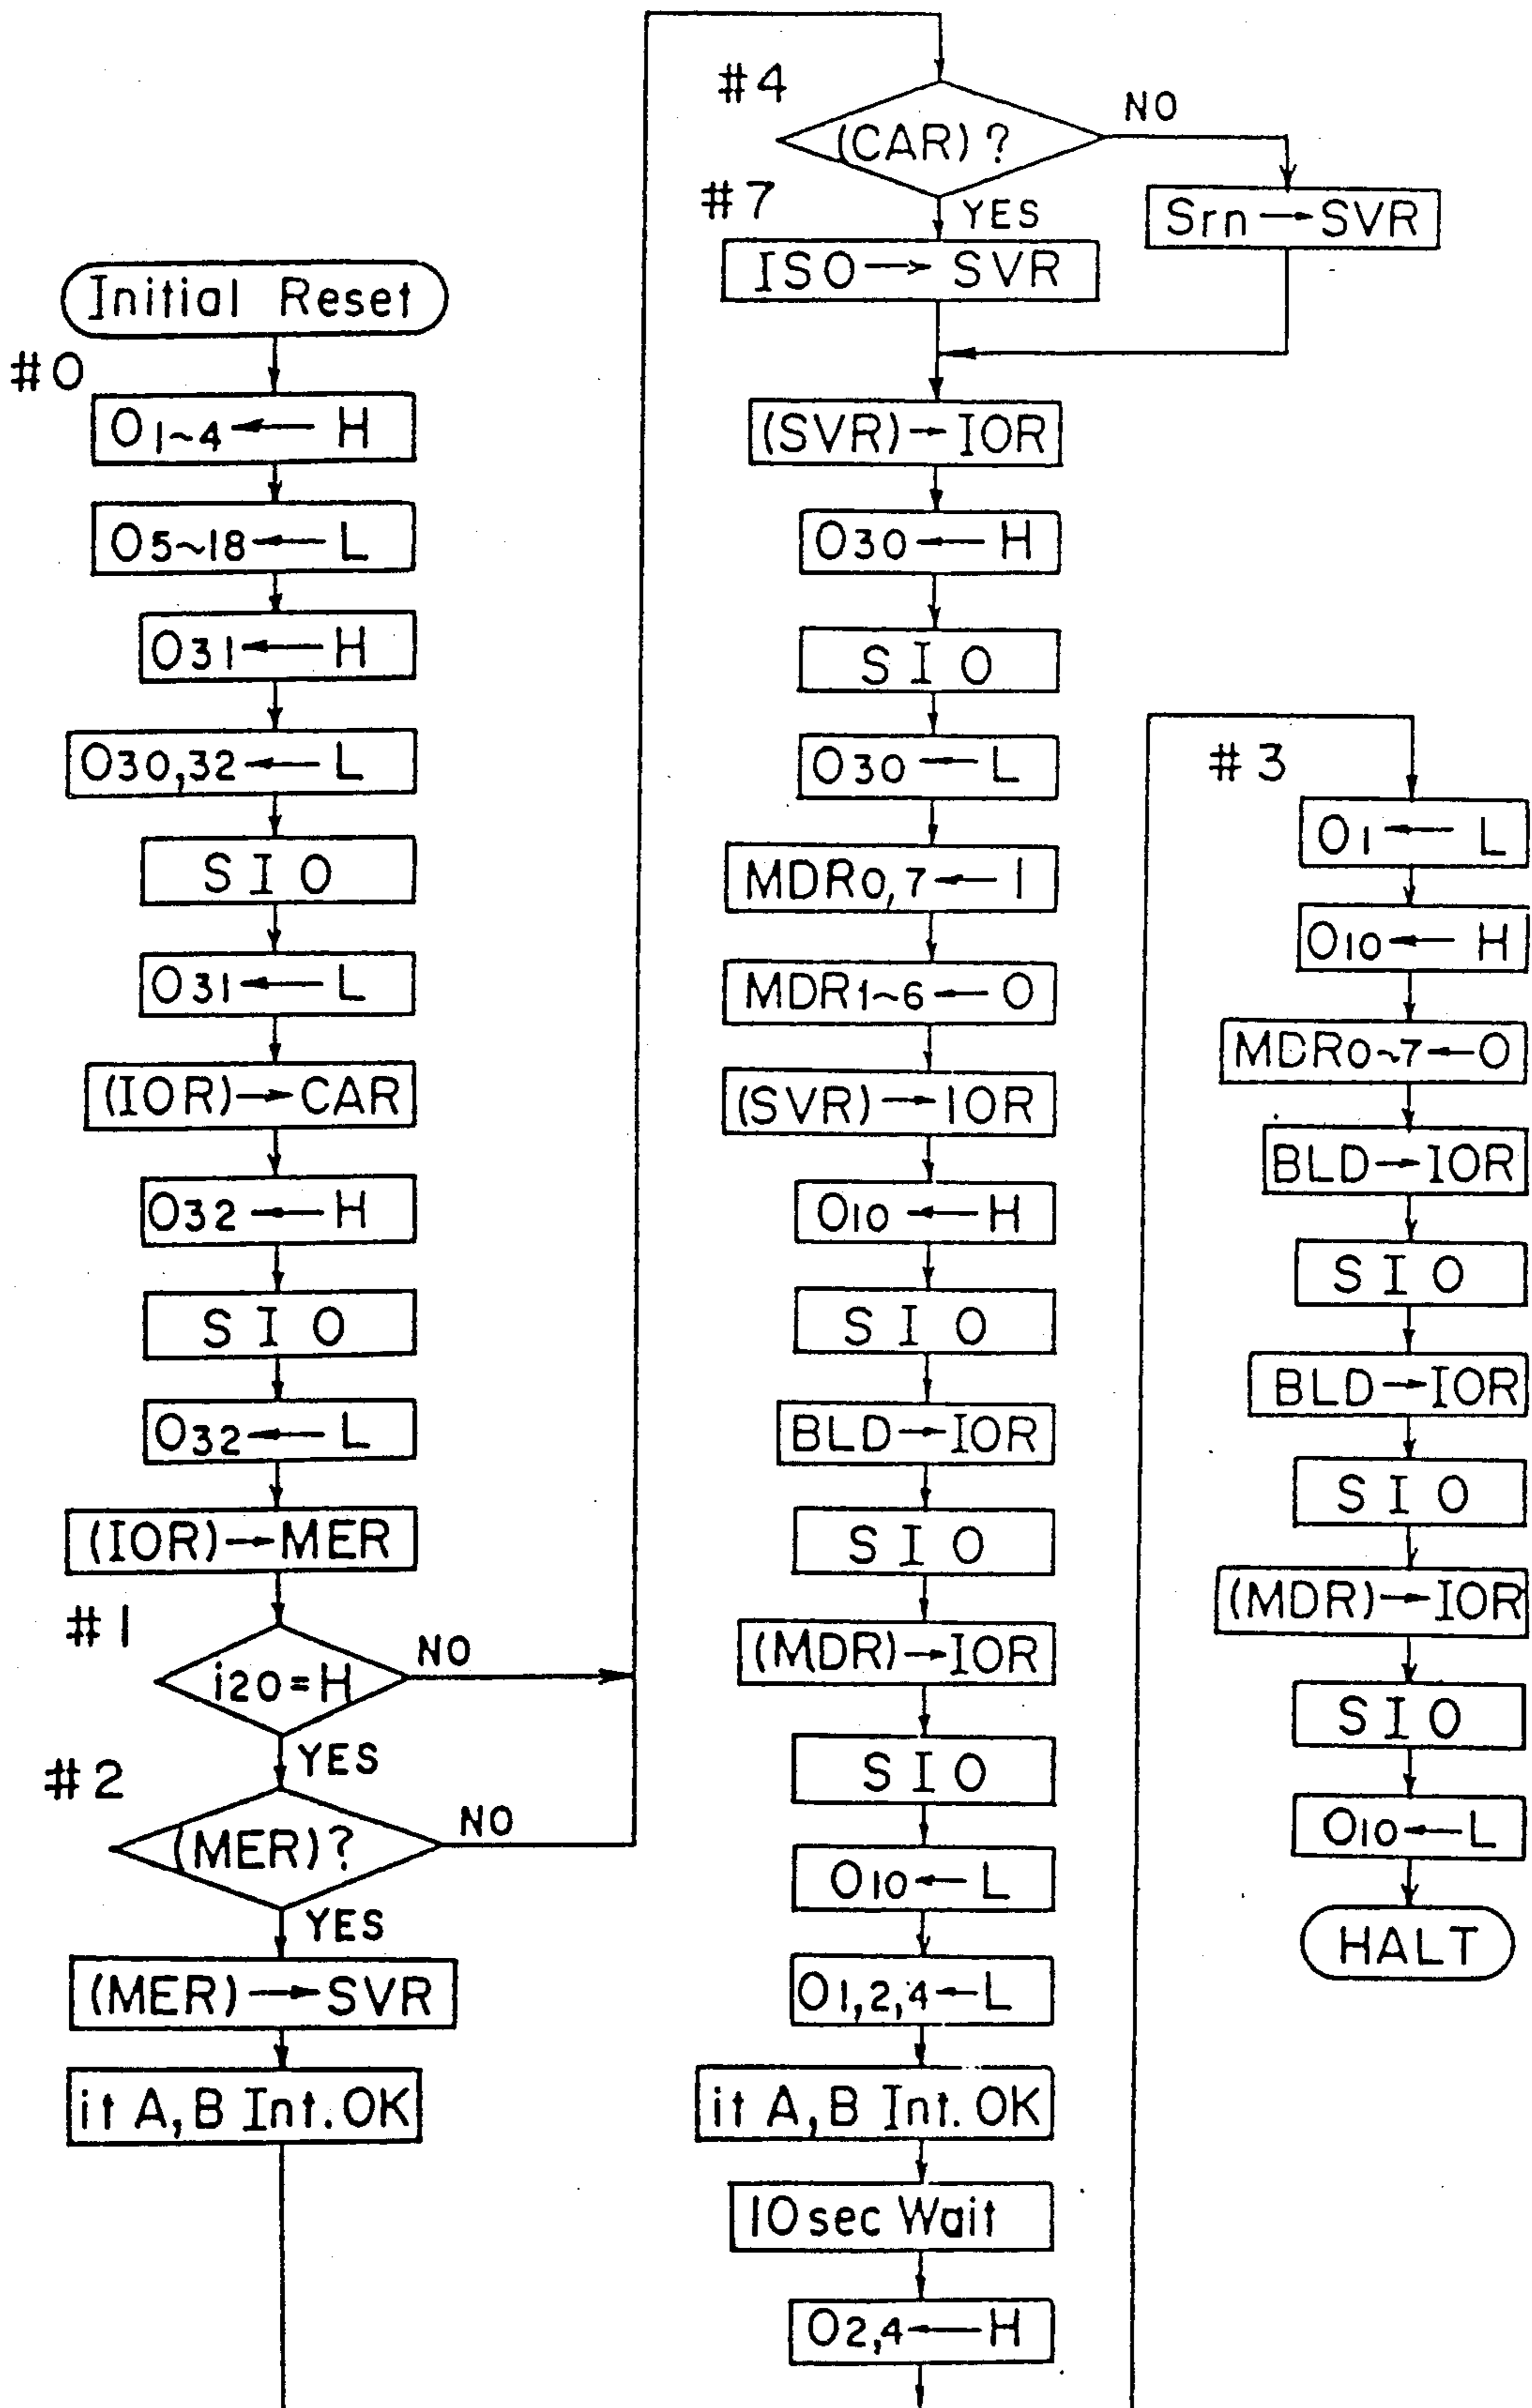 Initial Reset
#0
O1~4 ← H
O5~18 ← L
O31 ← H
O30,32 ← L
SIO
O31 ← L
(IOR) → CAR
O32 ← H
SIO
O32 ← L
(IOR) → MER
#1
i20=H
NO
YES
#2
(MER)?
NO
YES
(MER) → SVR
it A, B Int. OK
#4
(CAR)?
NO
Srn → SVR
#7
YES
ISO → SVR
(SVR) → IOR
O30 ← H
SIO
O30 ← L
MDR0,7 ← 1
MDR1~6 ← 0
(SVR) → IOR
O10 ← H
SIO
BLD → IOR
SIO
(MDR) → IOR
SIO
O10 ← L
O1,2,4 ← L
it A, B Int. OK
10sec Wait
O2,4 ← H
#3
O1 ← L
O10 ← H
MDR0~7 ← 0
BLD → IOR
SIO
BLD → IOR
SIO
(MDR) → IOR
SIO
O10 ← L
HALT